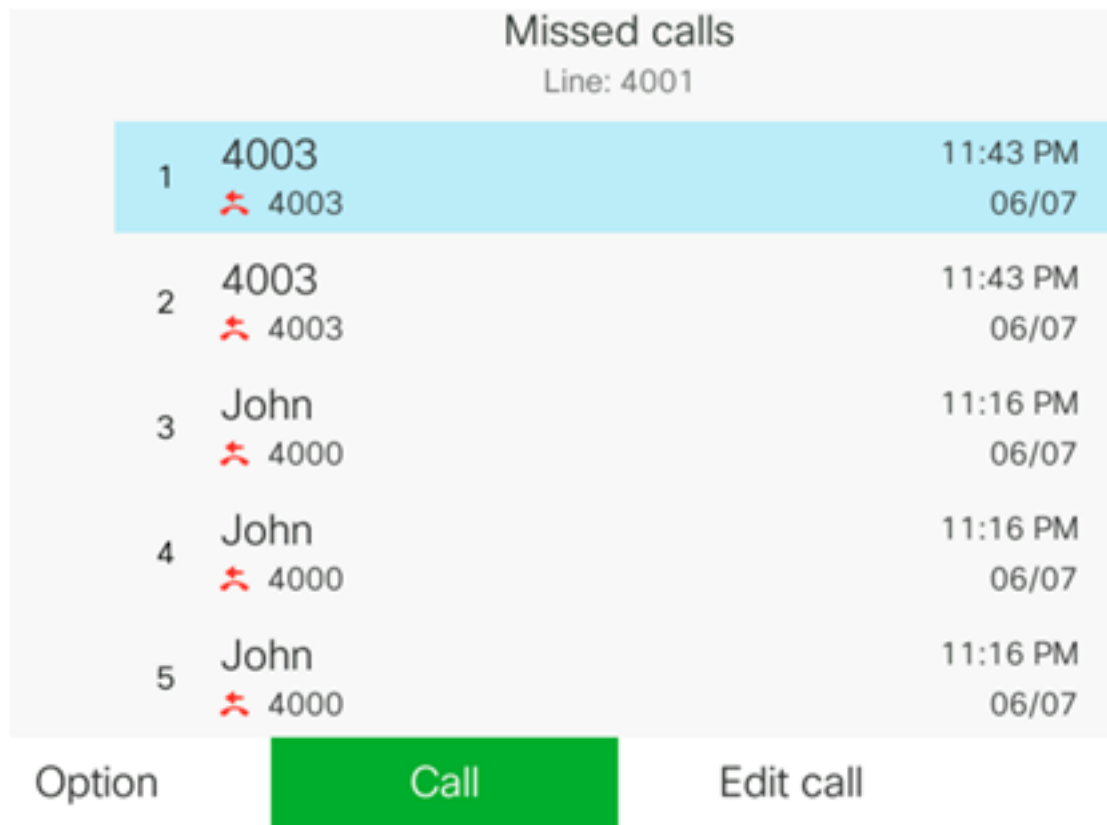 Missed calls
Line: 4001
1 4003 11:43 PM
4003 06/07
2 4003 11:43 PM
4003 06/07
3 John 11:16 PM
4000 06/07
4 John 11:16 PM
4000 06/07
5 John 11:16 PM
4000 06/07
Option Call Edit call